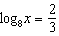 log₈x = 2/3